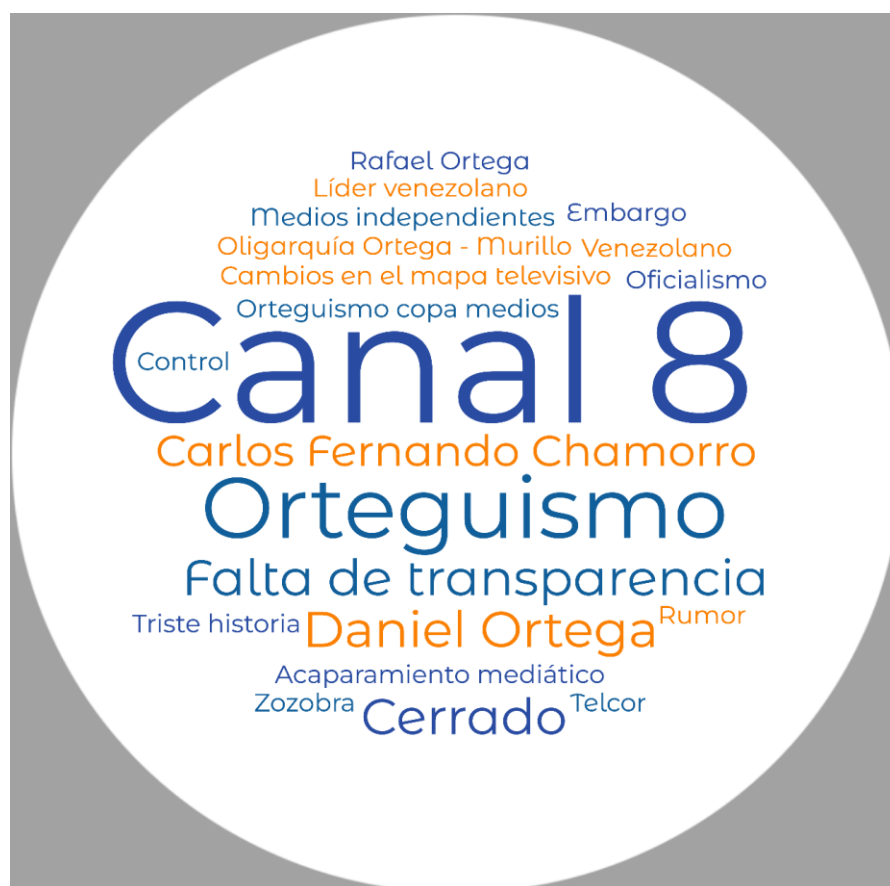 Rafael Ortega
Líder venezolano
Medios independientes
Embargo
Oligarquía Ortega - Murillo
Venezolano
Cambios en el mapa televisivo
Oficialismo
Orteguismo copa medios
Canal 8
Control
Carlos Fernando Chamorro
Orteguismo
Falta de transparencia
Triste historia
Daniel Ortega
Rumor
Acaparamiento mediático
Zozobra
Cerrado
Telcor